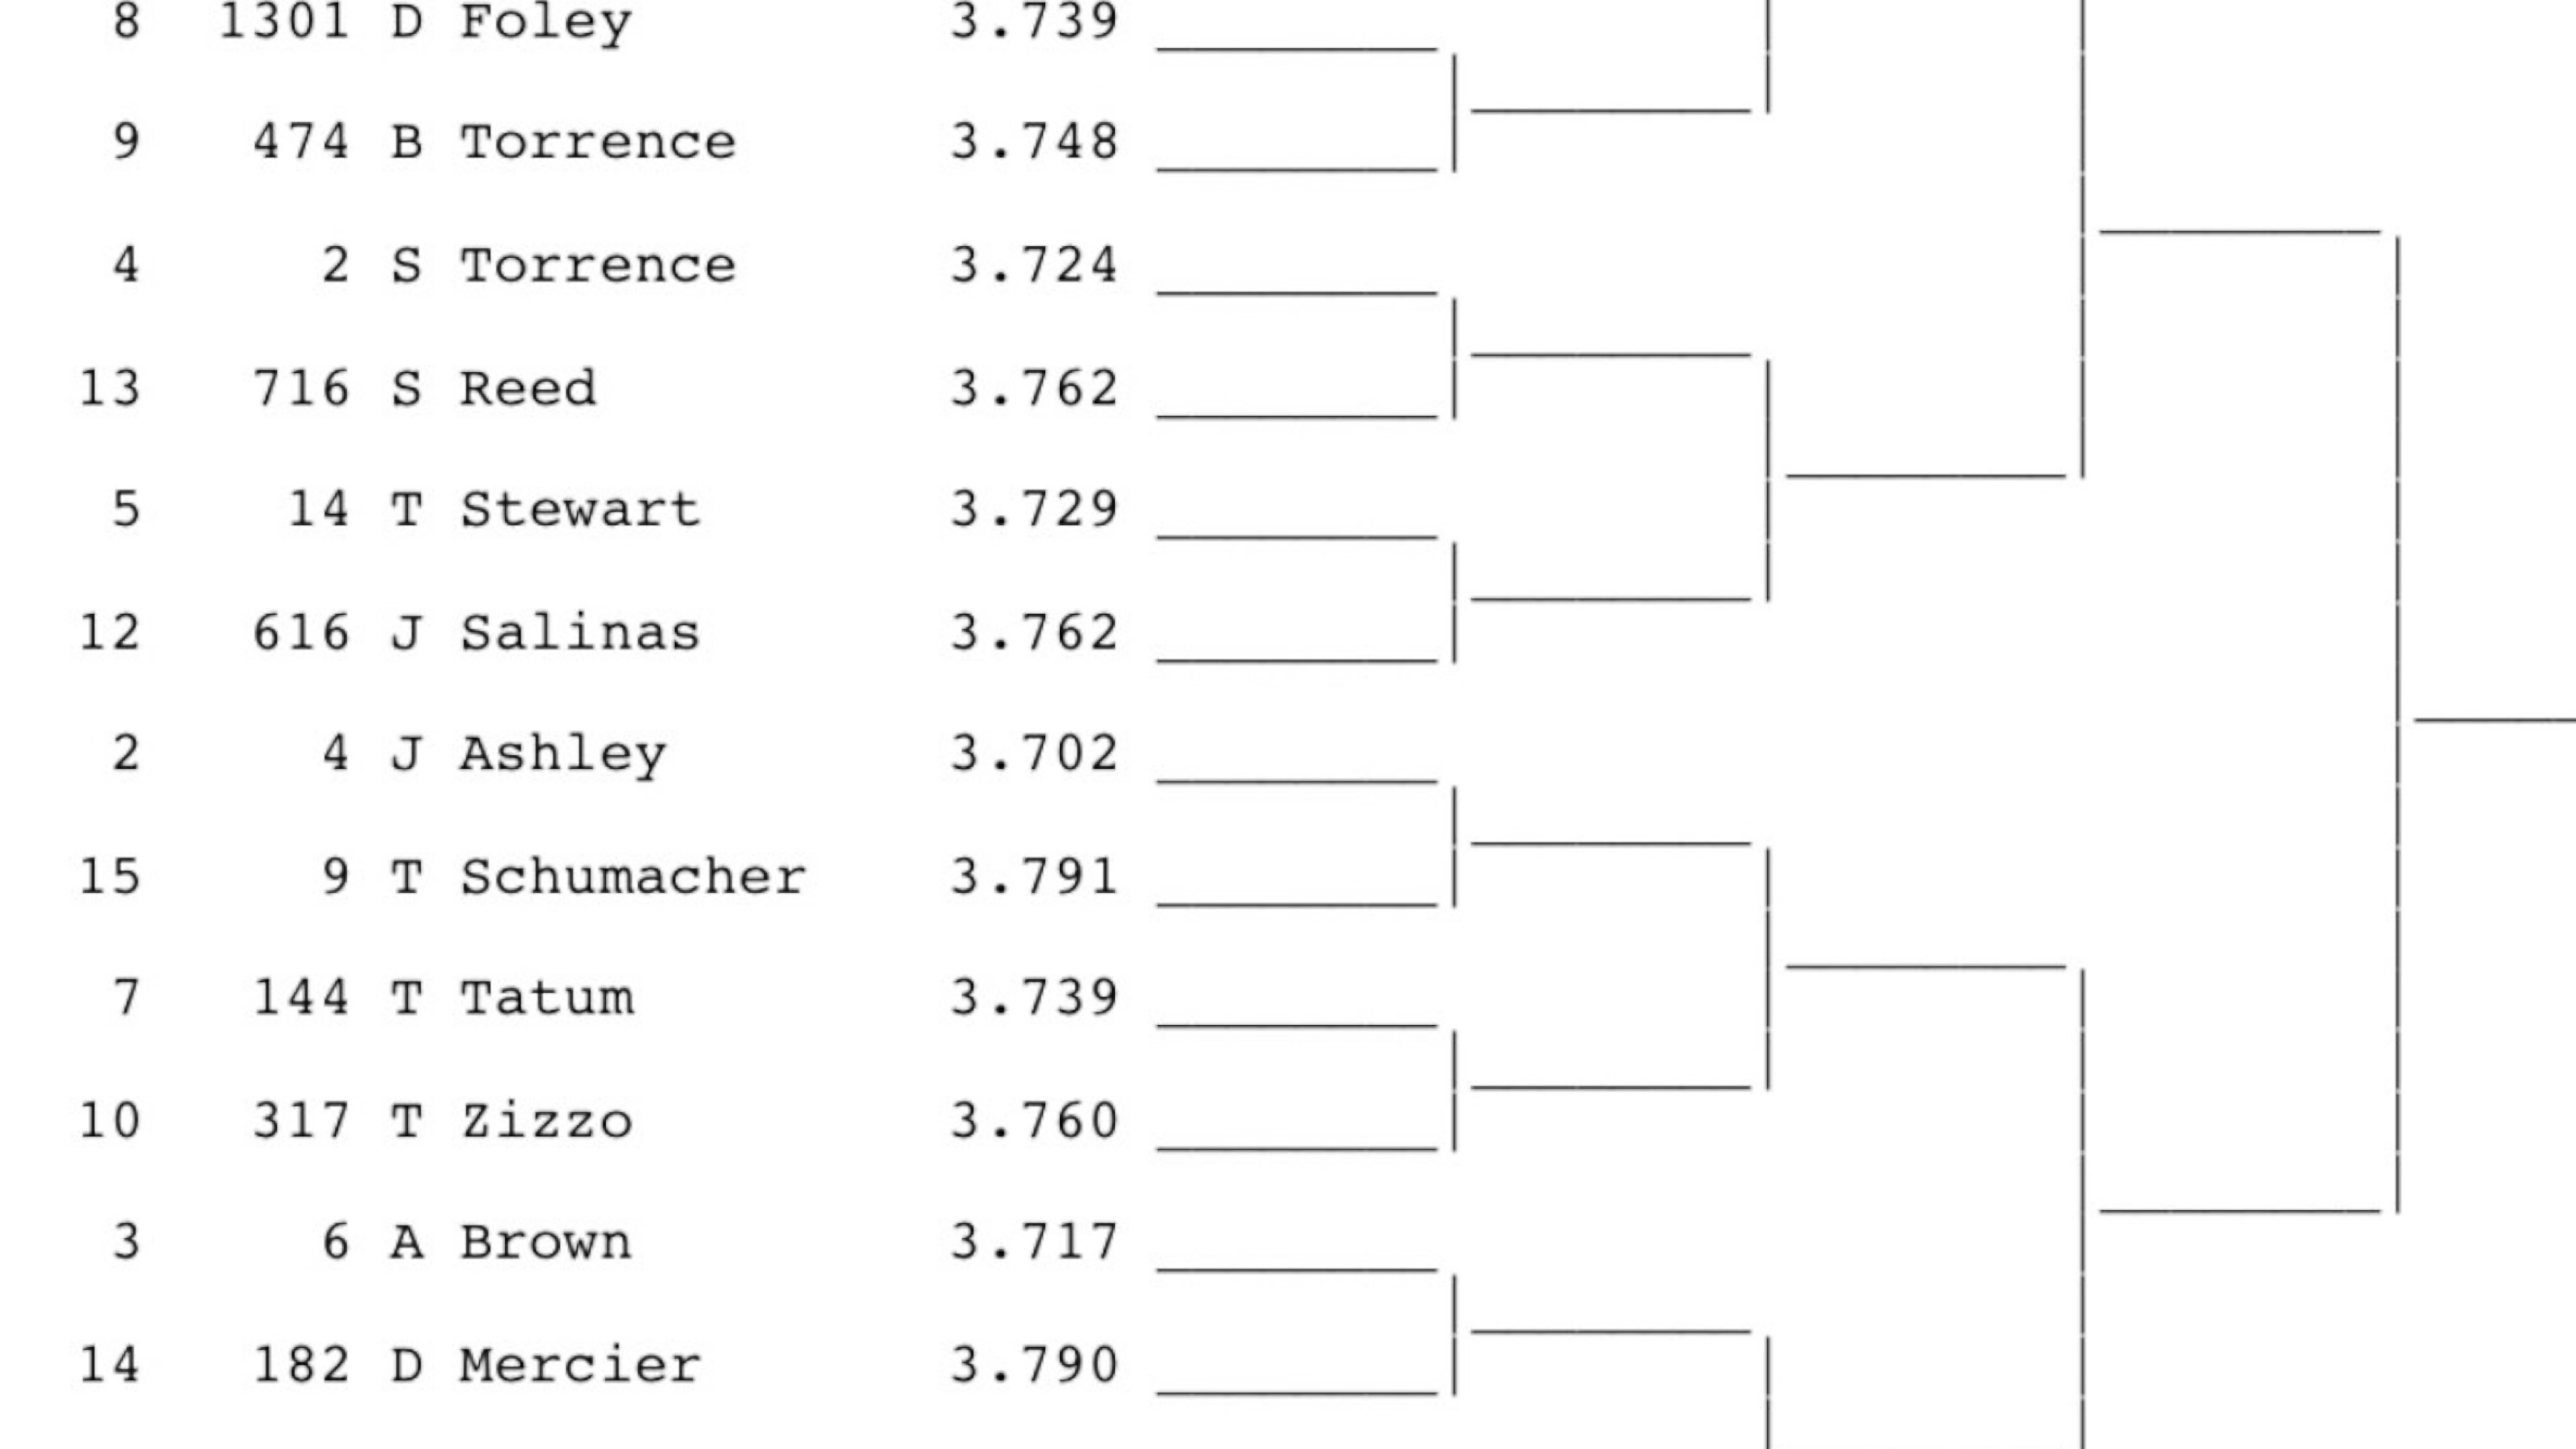 8 1301 D Foley 3.739
9 474 B Torrence 3.748
4 2 S Torrence 3.724
13 716 S Reed 3.762
5 14 T Stewart 3.729
12 616 J Salinas 3.762
2 4 J Ashley 3.702
15 9 T Schumacher 3.791
7 144 T Tatum 3.739
10 317 T Zizzo 3.760
3 6 A Brown 3.717
14 182 D Mercier 3.790